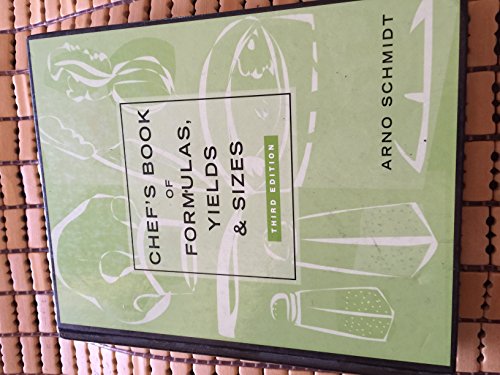 CHEF'S BOOK
OF
FORMULAS,
YIELDS
& SIZES
THIRD EDITION
ARNO SCHMIDT